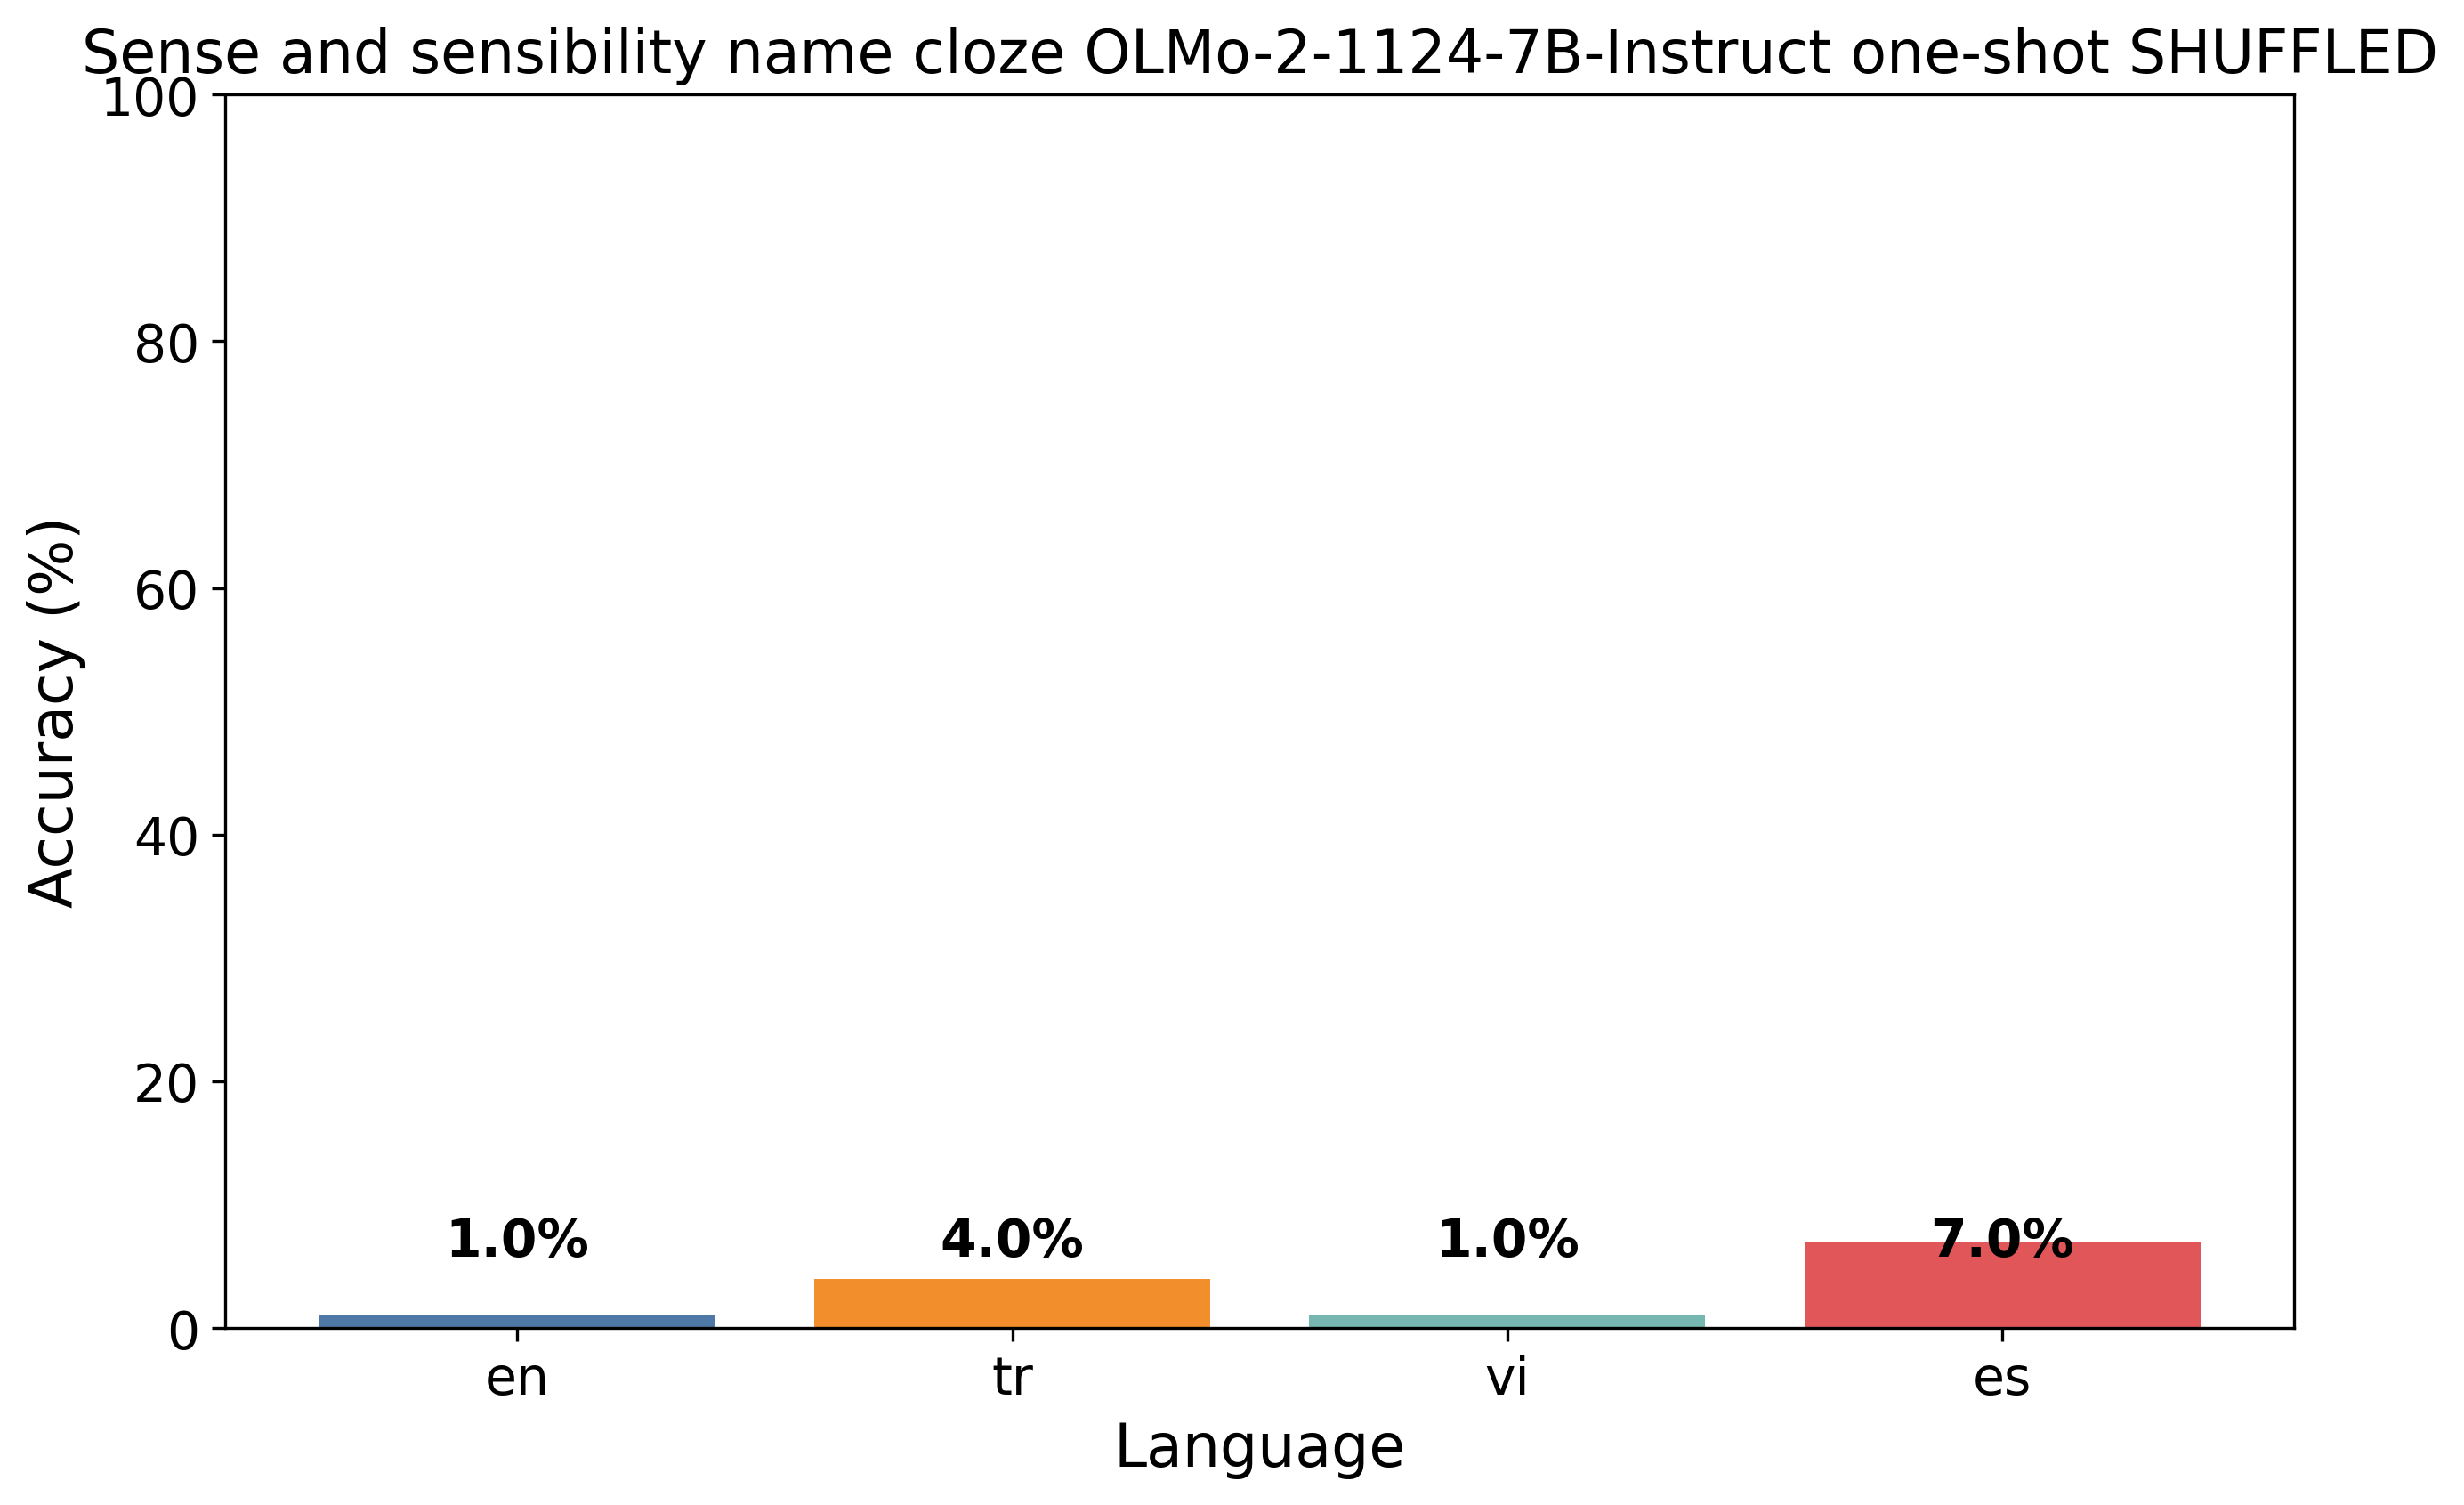 Sense and sensibility name cloze OLMo-2-1124-7B-Instruct one-shot SHUFFLED
100
80
60
40
20
0
Accuracy (%)
1.0%
4.0%
1.0%
7.0%
en
tr
vi
es
Language